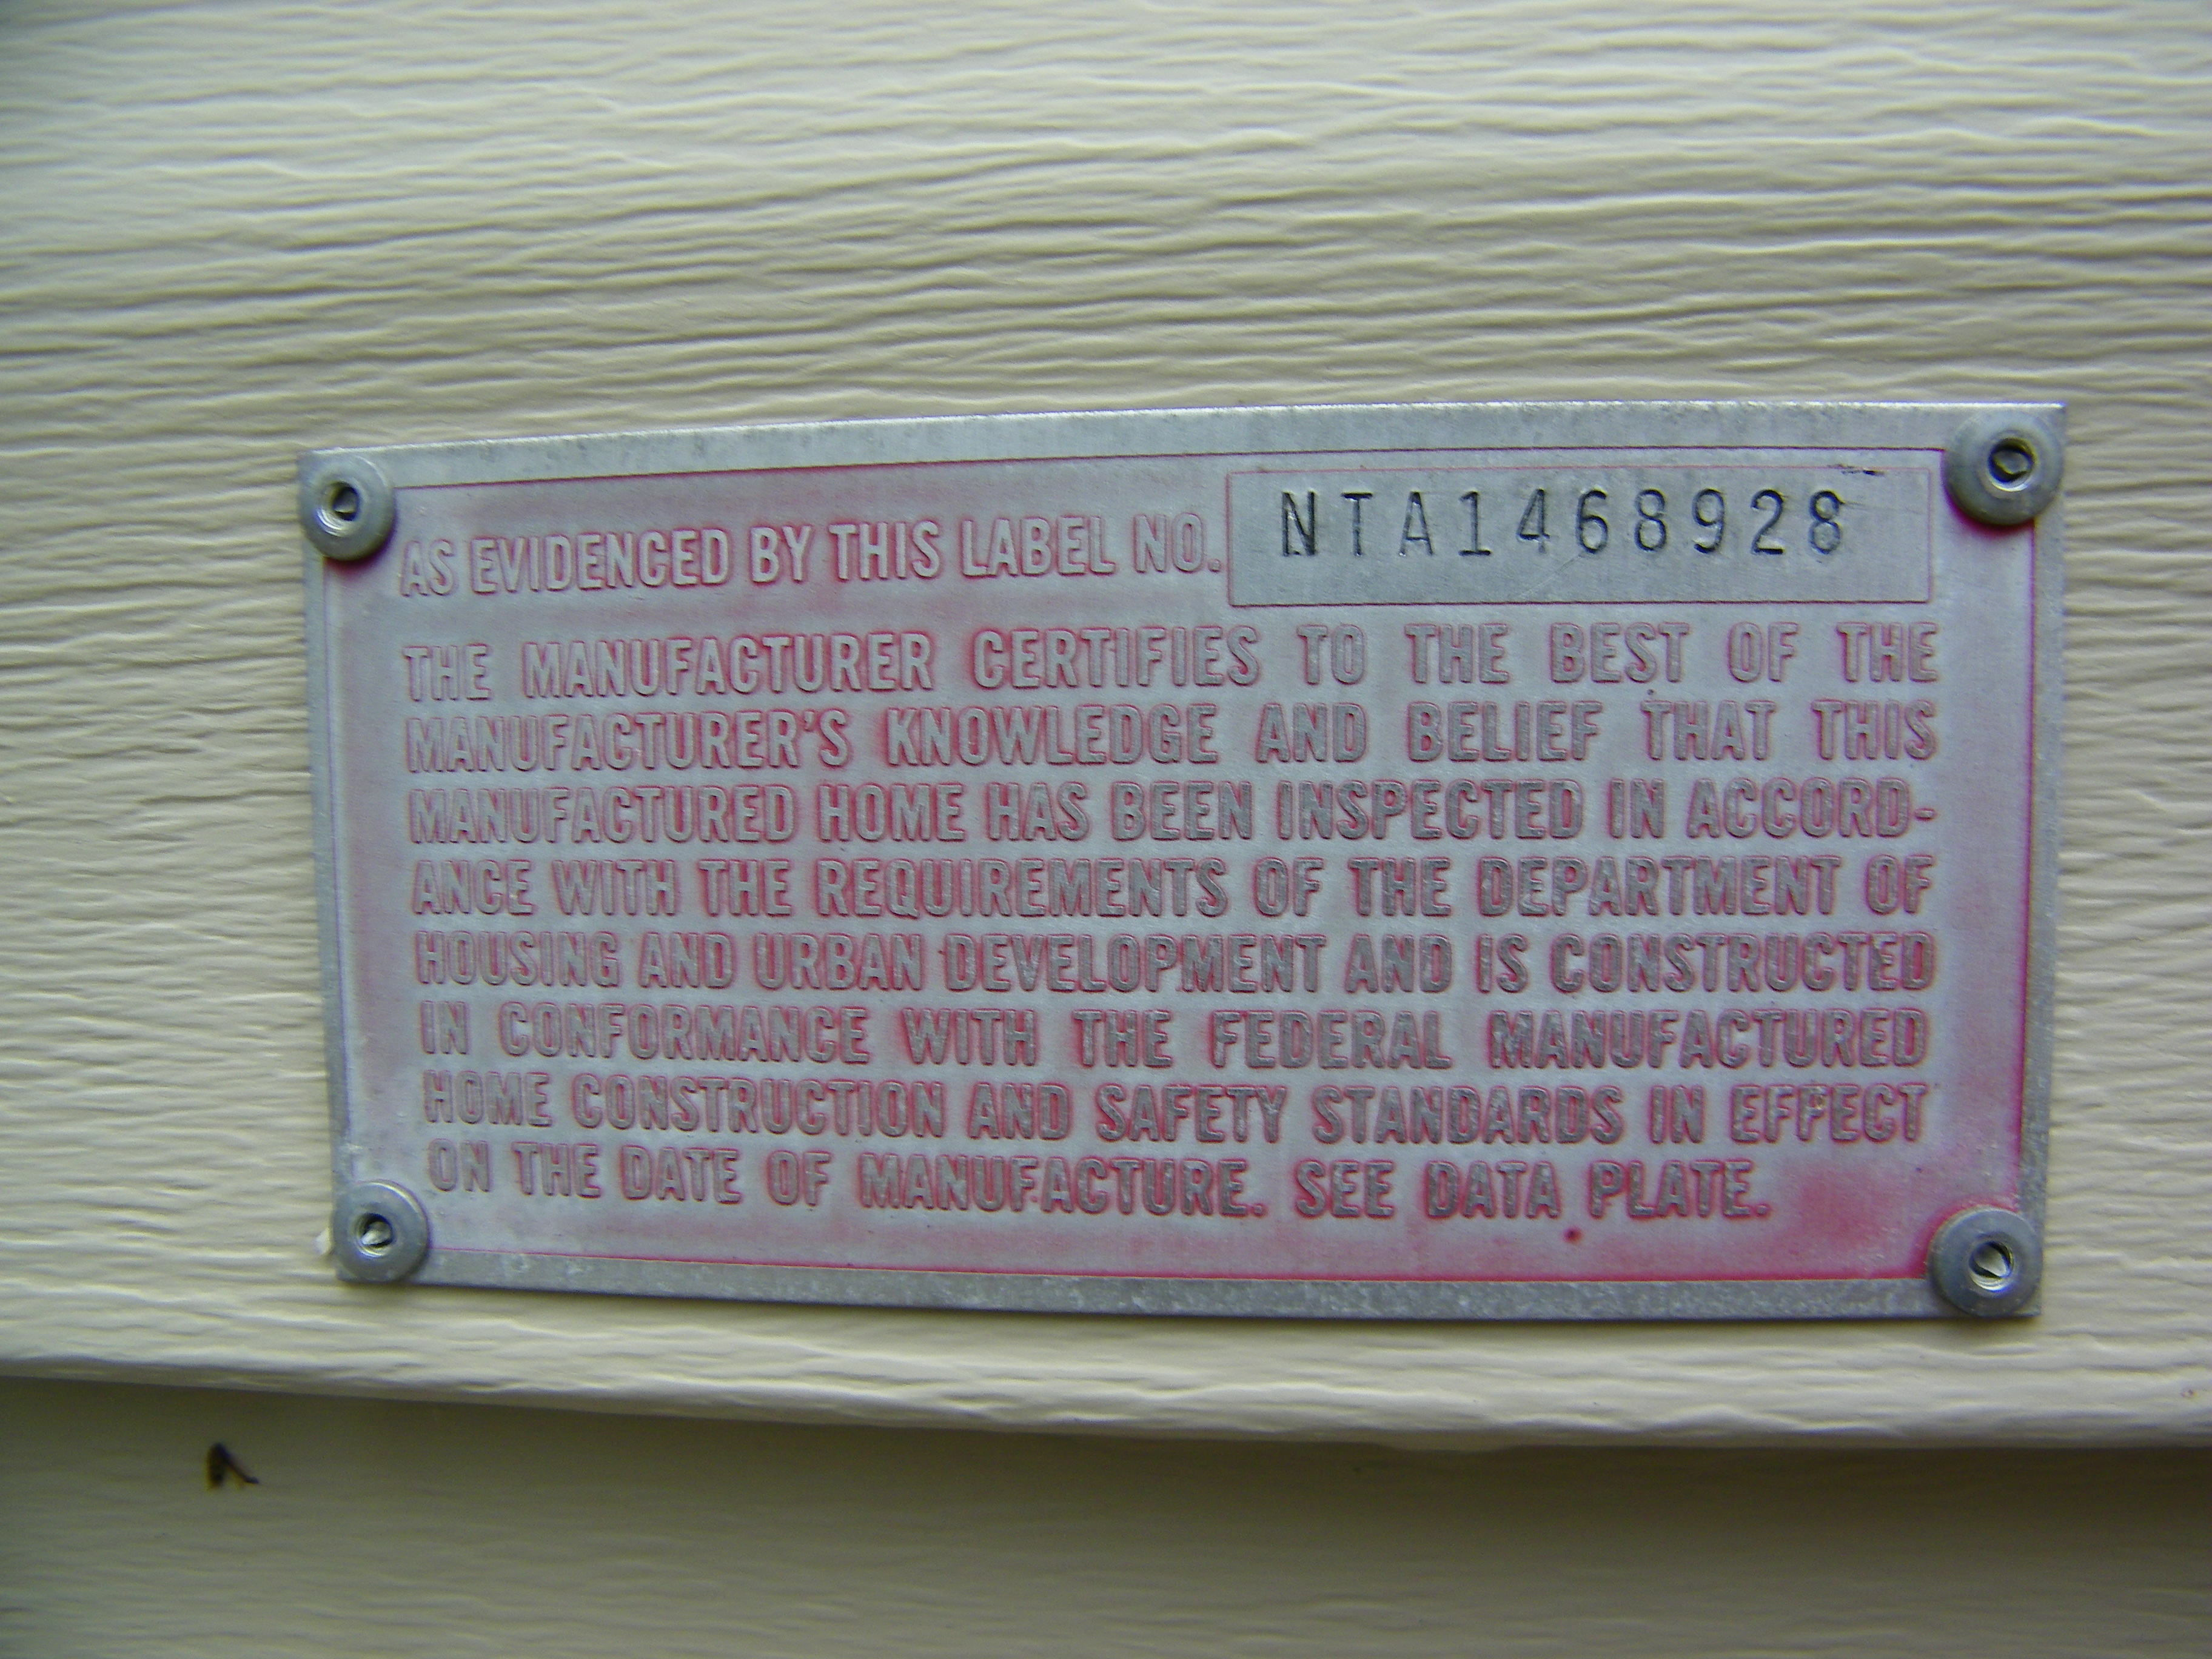 AS EVIDENCED BY THIS LABEL NO. NTA1468928
THE MANUFACTURER CERTIFIES TO THE BEST OF THE
MANUFACTURER'S KNOWLEDGE AND BELIEF THAT THIS
MANUFACTURED HOME HAS BEEN INSPECTED IN ACCORD-
ANCE WITH THE REQUIREMENTS OF THE DEPARTMENT OF
HOUSING AND URBAN DEVELOPMENT AND IS CONSTRUCTED
IN CONFORMANCE WITH THE FEDERAL MANUFACTURED
HOME CONSTRUCTION AND SAFETY STANDARDS IN EFFECT
ON THE DATE OF MANUFACTURE. SEE DATA PLATE.